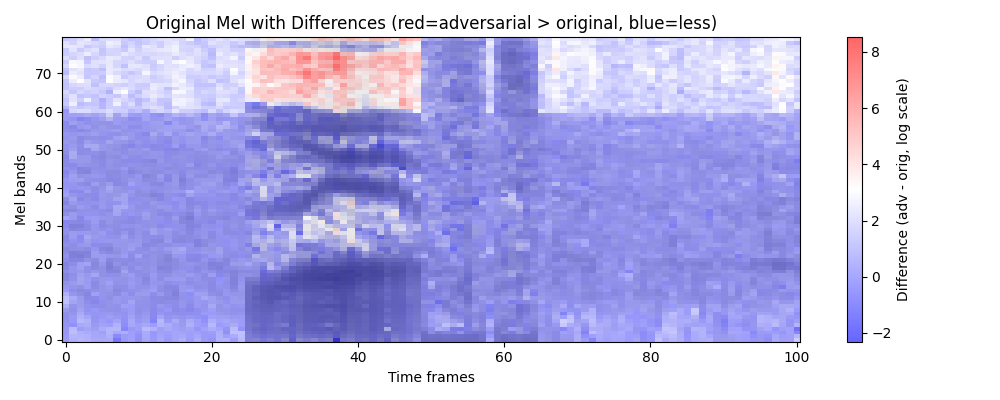 Original Mel with Differences (red=adversarial > original, blue=less)
Mel bands
70
60
50
40
30
20
10
0
0 20 40 60 80 100
Time frames
8
6
4
2
0
−2
Difference (adv - orig, log scale)